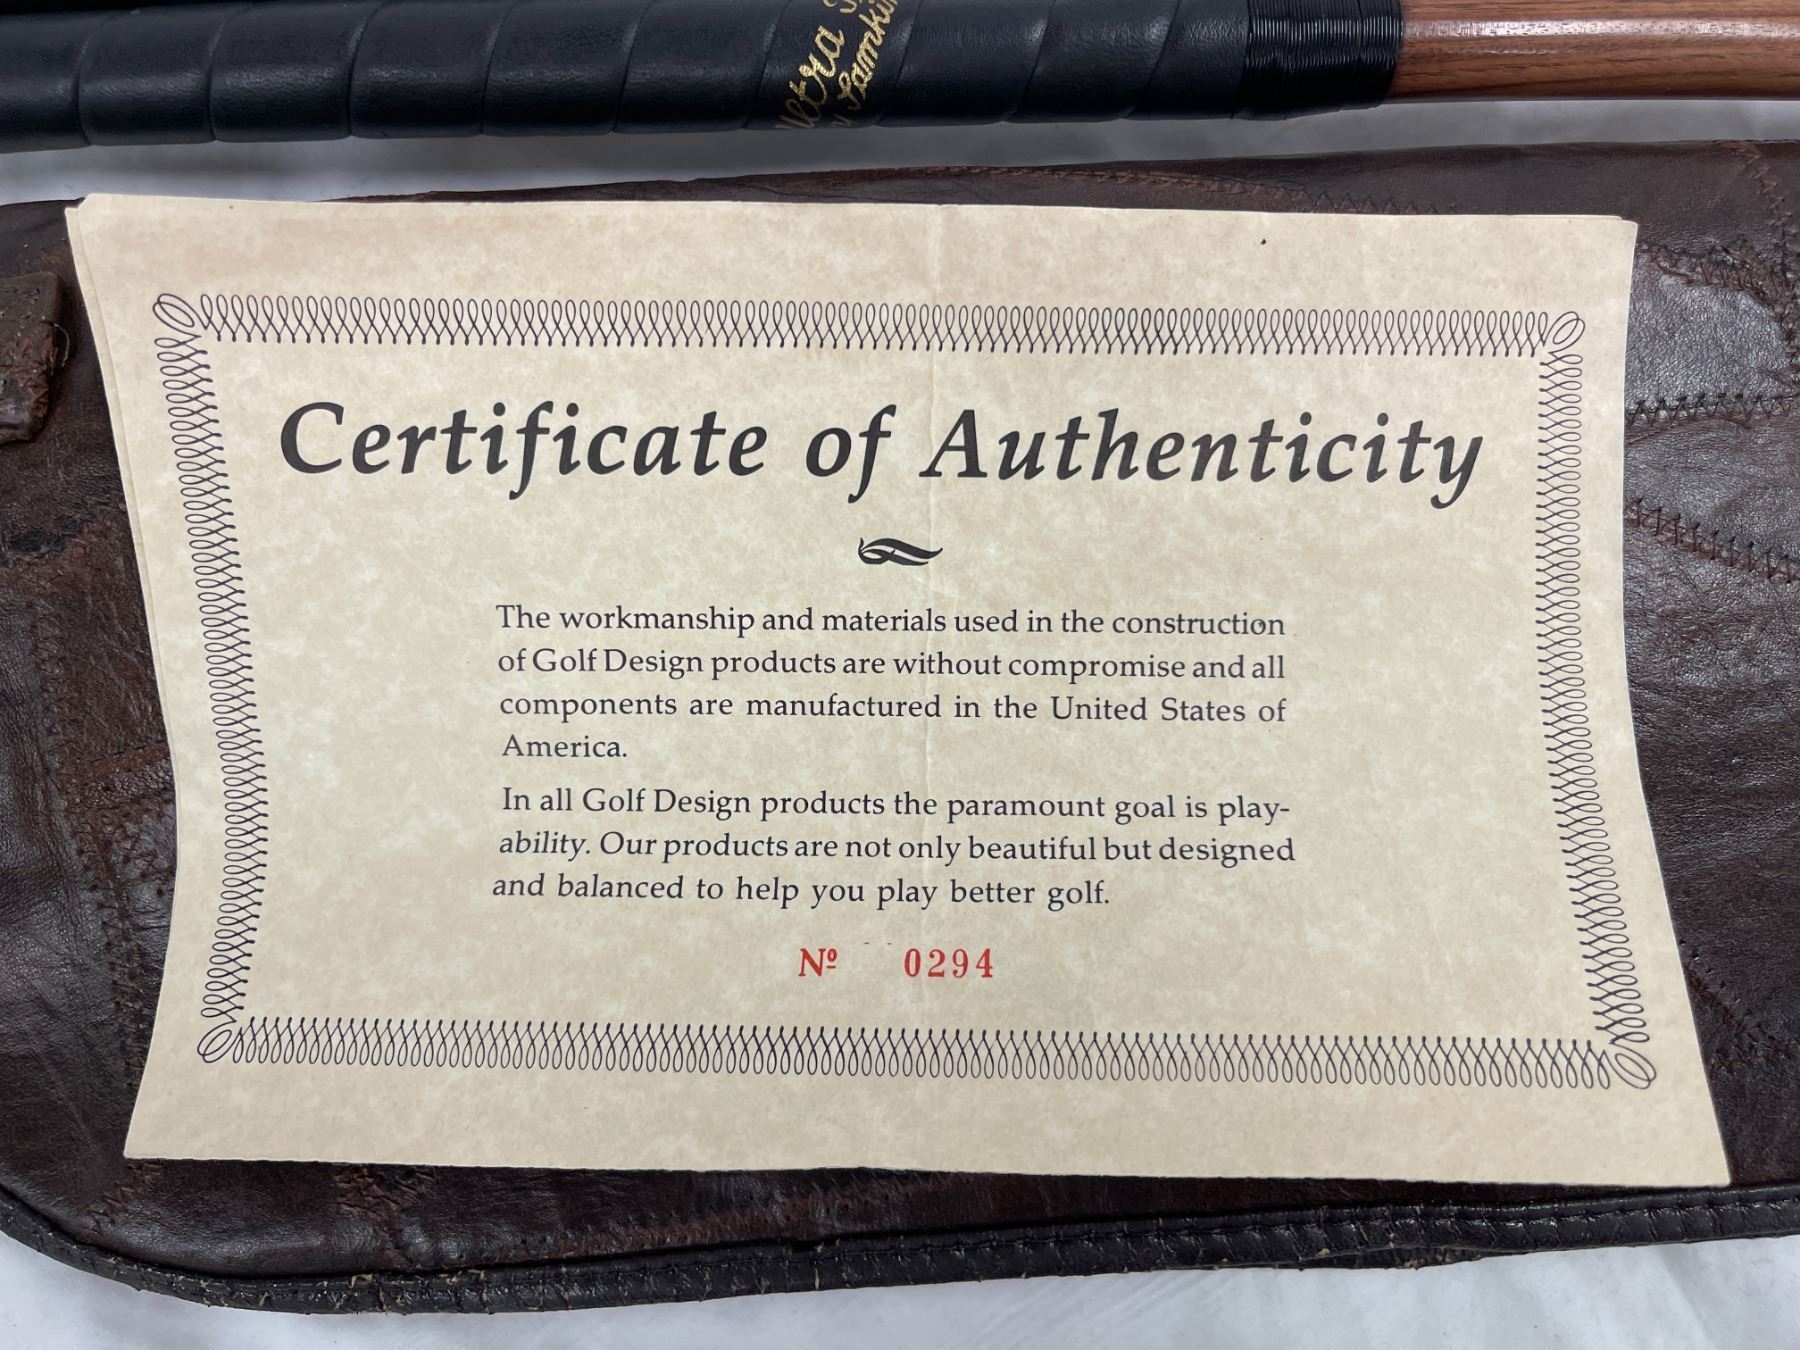 Lamkin
Certificate of Authenticity
The workmanship and materials used in the construction
of Golf Design products are without compromise and all
components are manufactured in the United States of
America.
In all Golf Design products the paramount goal is play-
ability. Our products are not only beautiful but designed
and balanced to help you play better golf.
Nº 0294